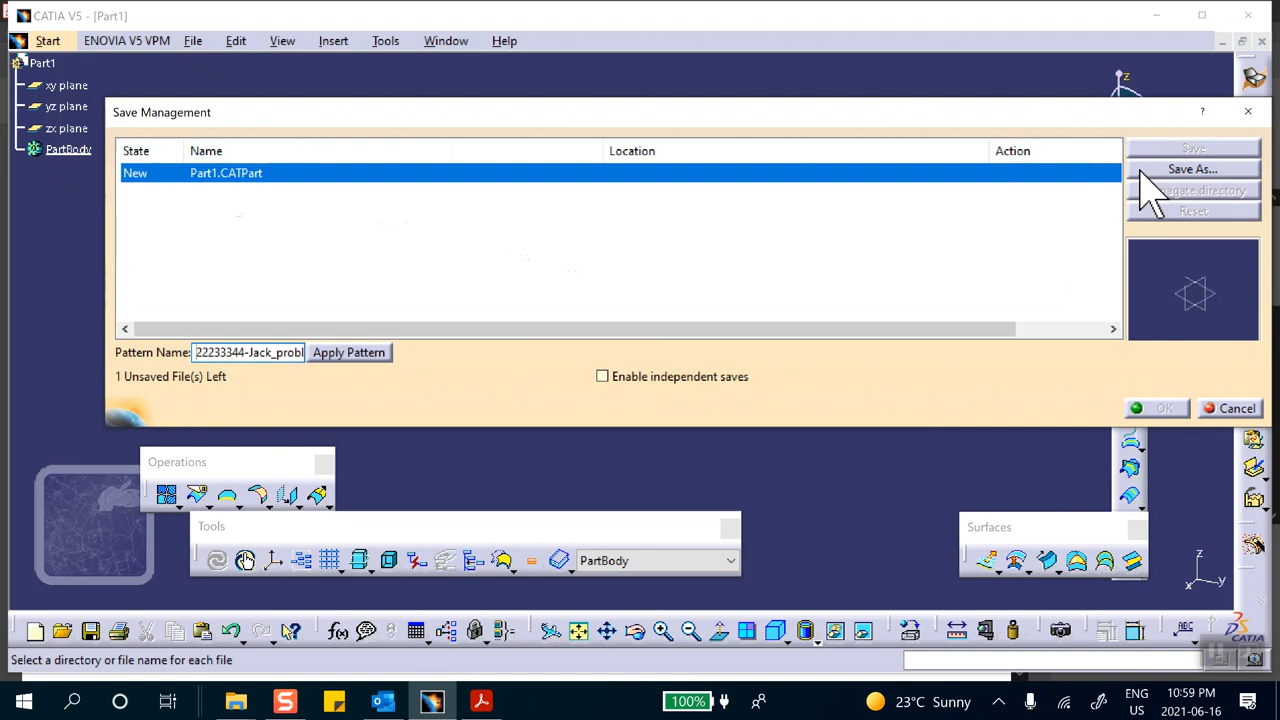 CATIA V5 - [Part1]
Start ENOVIA V5 VPM File Edit View Insert Tools Window Help
Part1
xy plane
yz plane
zx plane
PartBody
z
Save Management
State Name Location Action
New Part1.CATPart
Save
Save As...
directory
Reset
Pattern Name: 22233344-Jack_probl Apply Pattern
1 Unsaved File(s) Left
Enable independent saves
OK Cancel
Operations
Tools
PartBody
Surfaces
z
x y
f(x)
ABC
CATIA
Select a directory or file name for each file
100% 23°C Sunny ENG US 10:59 PM 2021-06-16